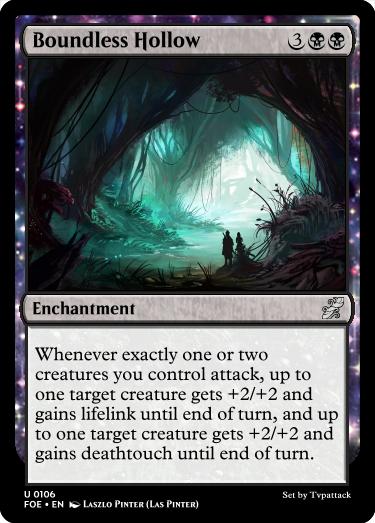 Boundless Hollow 3
Enchantment
Whenever exactly one or two
creatures you control attack, up to
one target creature gets +2/+2 and
gains lifelink until end of turn, and up
to one target creature gets +2/+2 and
gains deathtouch until end of turn.
U 0106
FOE • EN Laszlo Pinter (Las Pinter) Set by Tvpattack